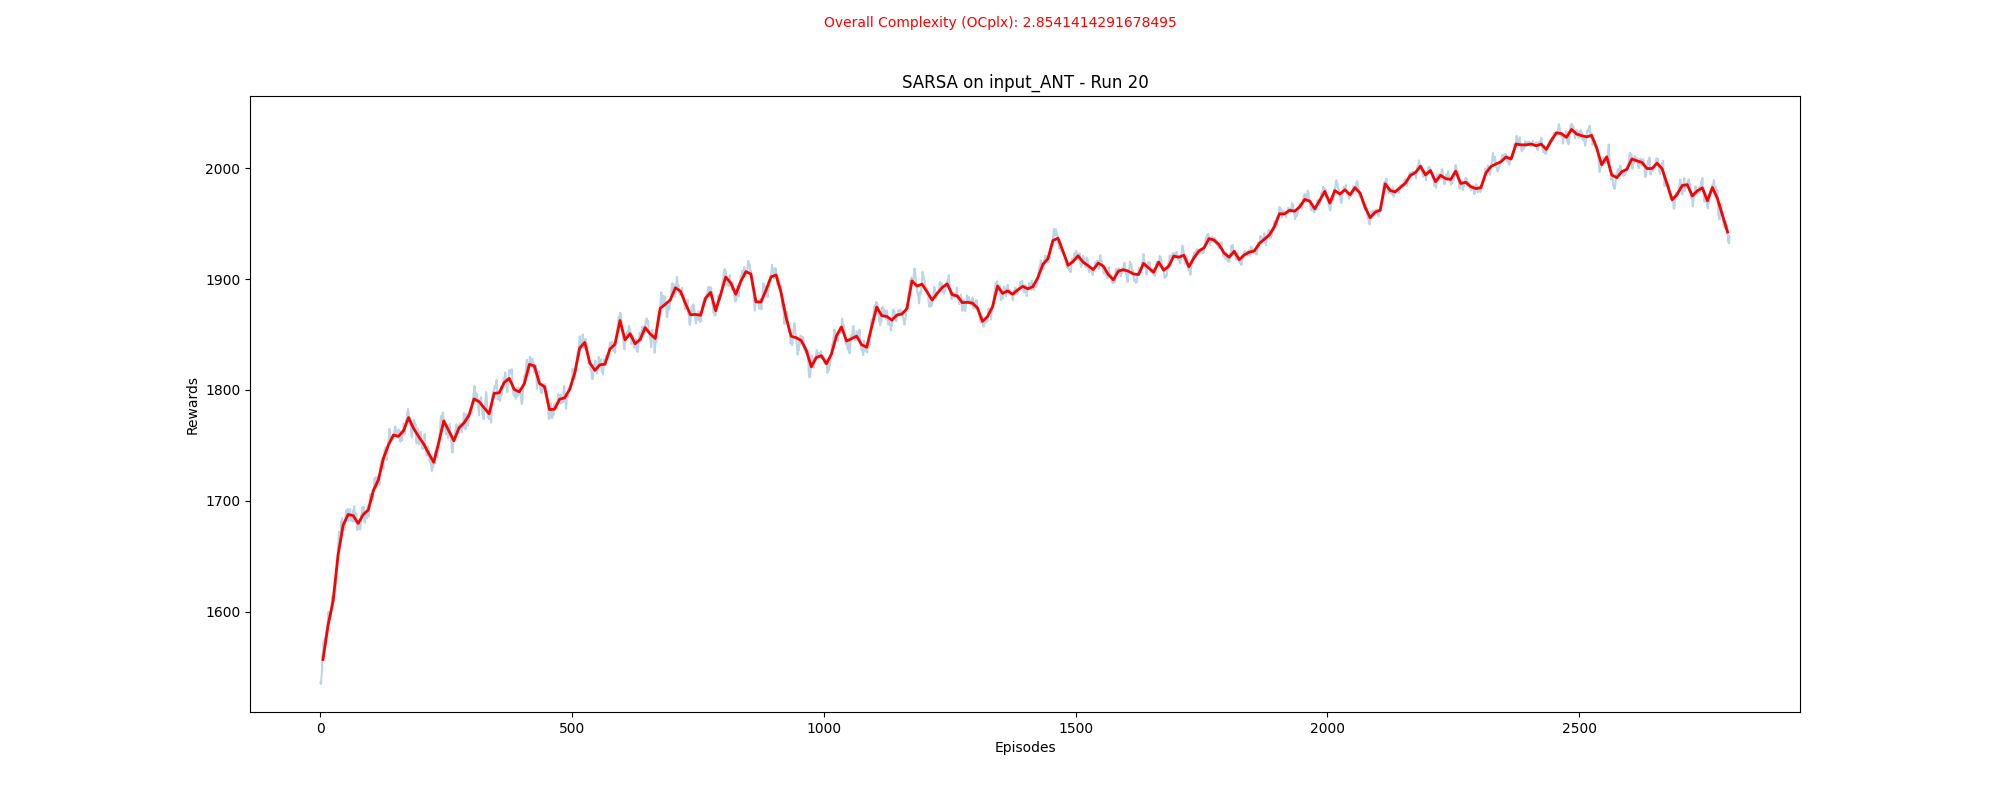 Overall Complexity (OCplx): 2.8541414291678495
SARSA on input_ANT - Run 20
2000
1900
1800
1700
1600
Rewards
0 500 1000 1500 2000 2500
Episodes